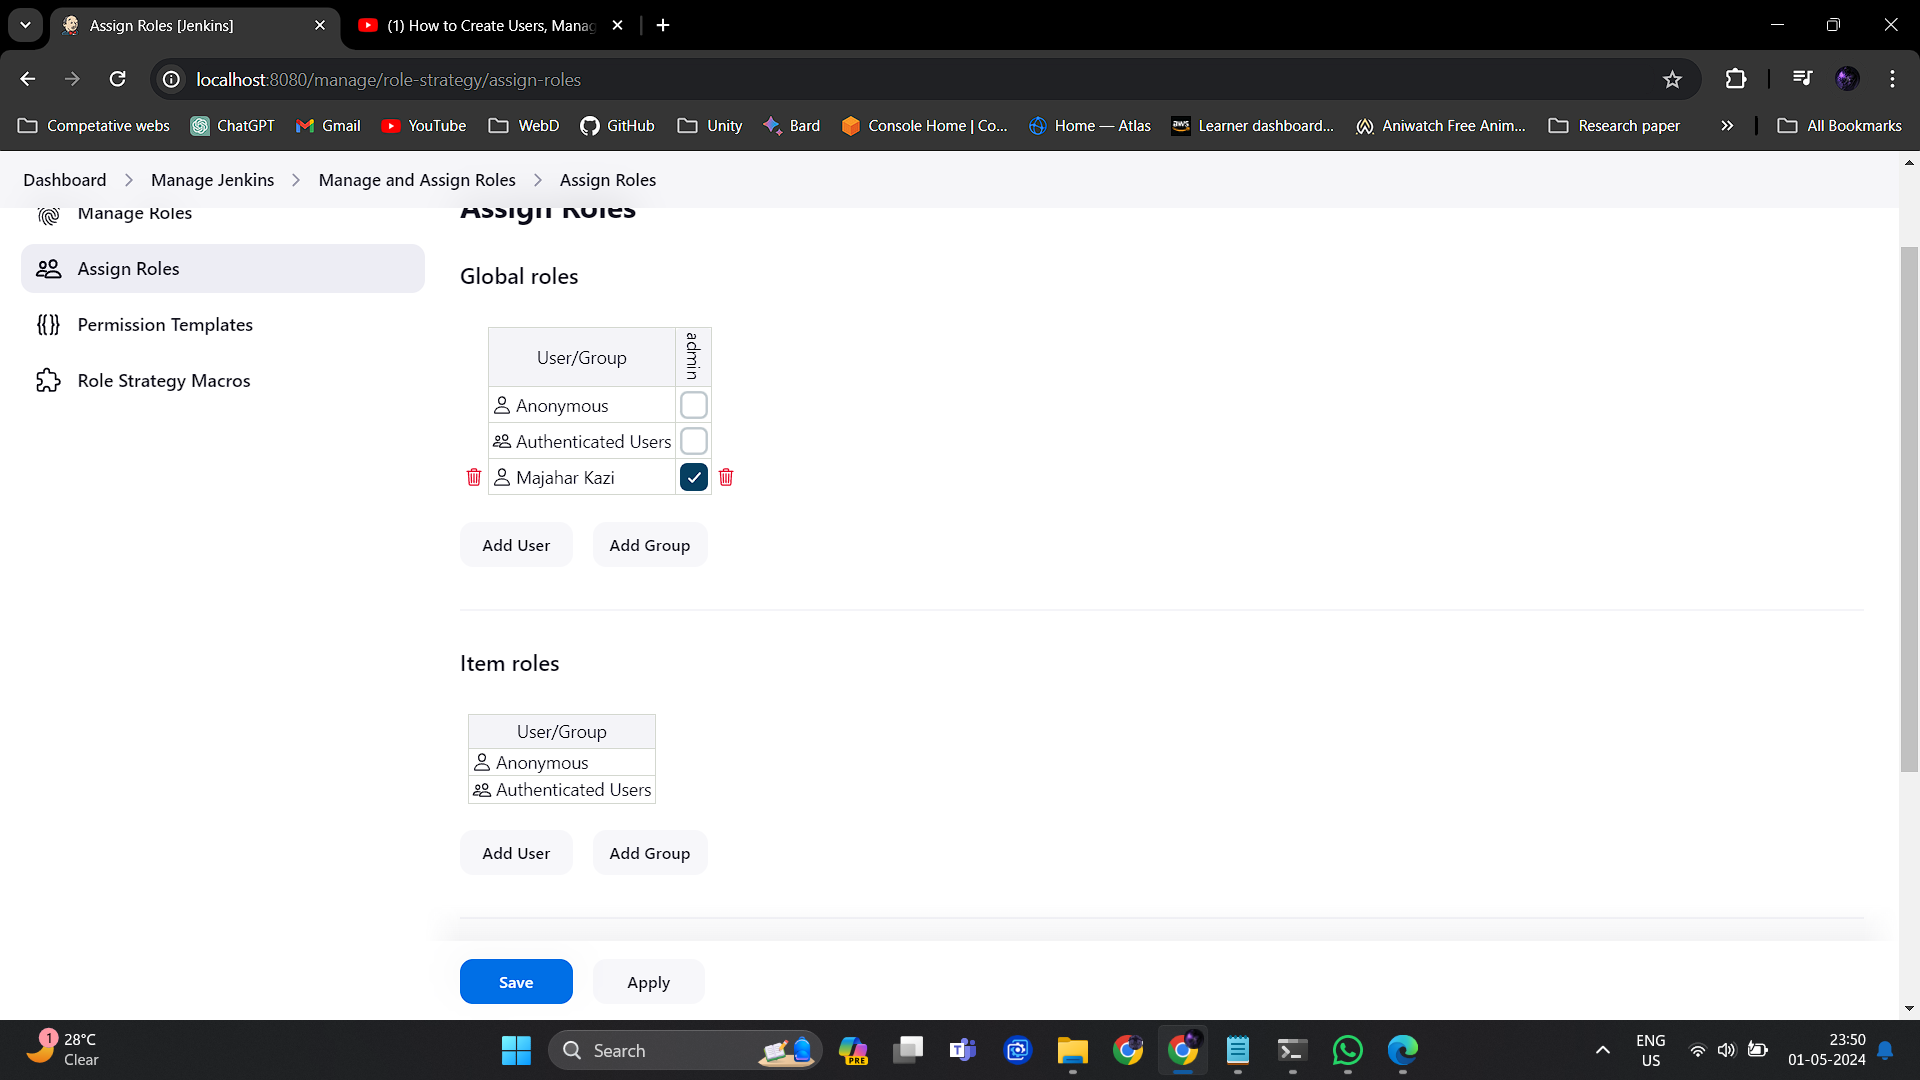 Assign Roles [Jenkins]
(1) How to Create Users, Manag
localhost:8080/manage/role-strategy/assign-roles
Competative webs
ChatGPT
Gmail
YouTube
WebD
GitHub
Unity
Bard
Console Home | Co...
Home — Atlas
Learner dashboard...
Aniwatch Free Anim...
Research paper
All Bookmarks
Dashboard
Manage Jenkins
Manage and Assign Roles
Assign Roles
Manage Roles
Assign Roles
Permission Templates
Role Strategy Macros
Assign Roles
Global roles
User/Group
admin
Anonymous
Authenticated Users
Majahar Kazi
Add User
Add Group
Item roles
User/Group
Anonymous
Authenticated Users
Add User
Add Group
Save
Apply
1
28°C
Clear
Search
PRE
ENG
US
23:50
01-05-2024